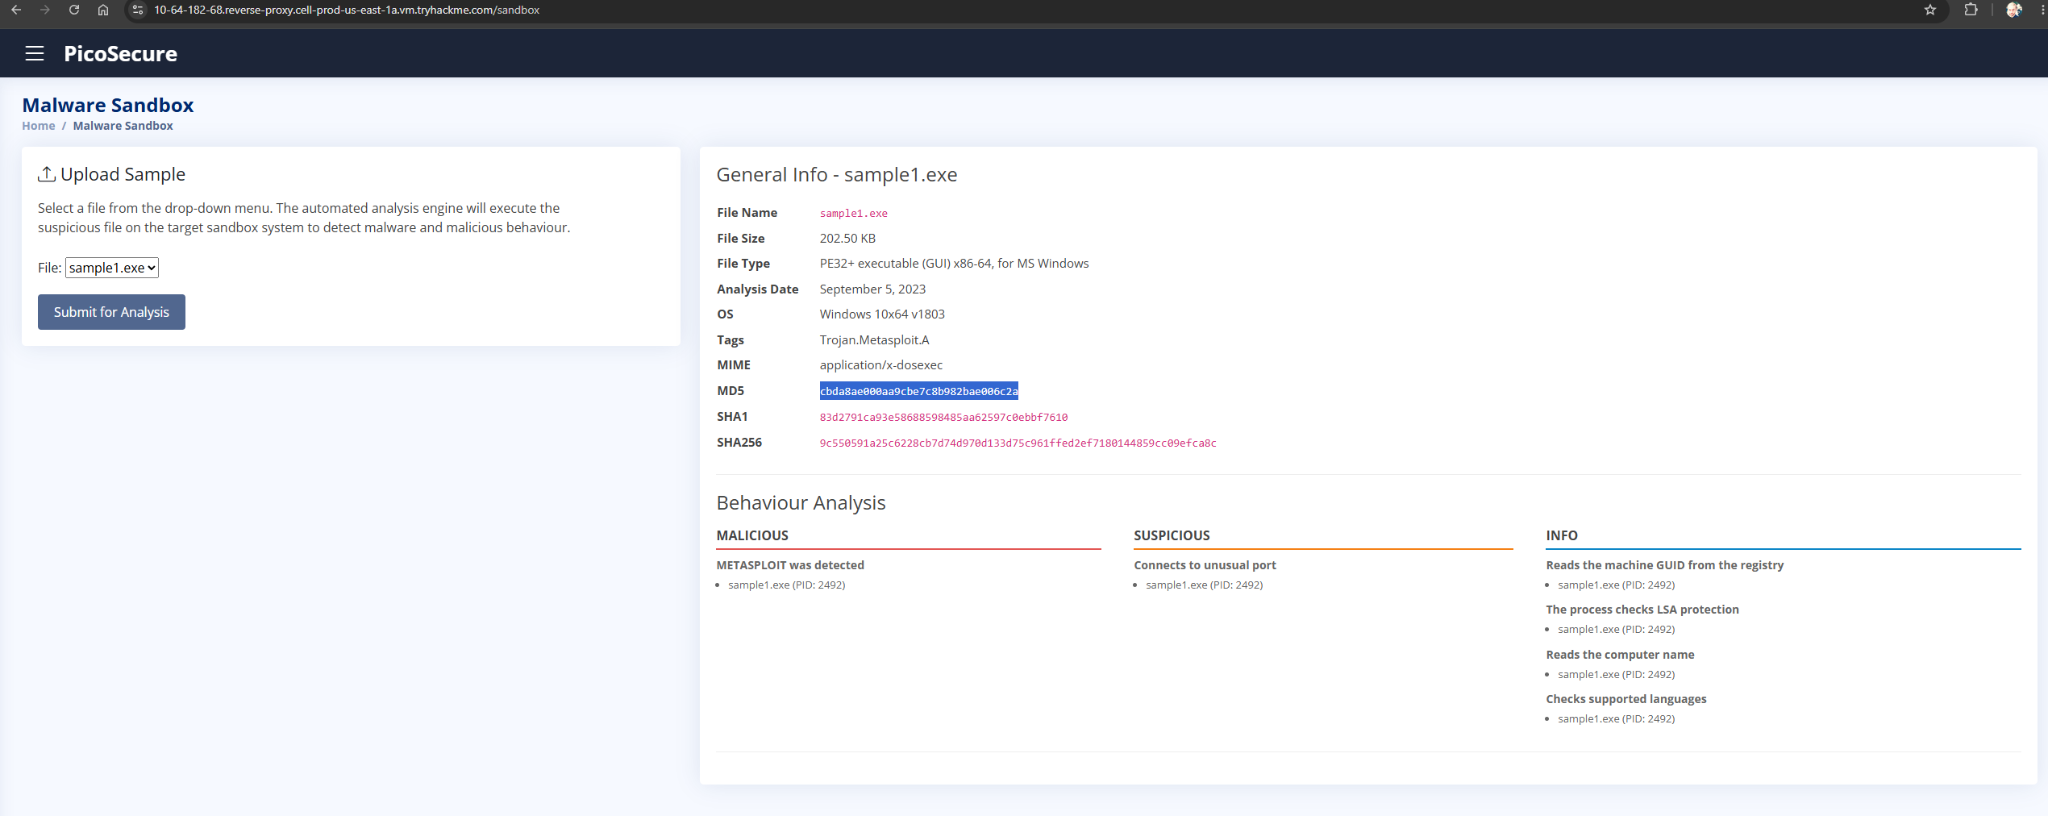 10-64-182-68.reverse-proxy.cell-prod-us-east-1a.vm.tryhackme.com/sandbox
PicoSecure
Malware Sandbox
Home / Malware Sandbox
Upload Sample
Select a file from the drop-down menu. The automated analysis engine will execute the
suspicious file on the target sandbox system to detect malware and malicious behaviour.
File: sample1.exe
Submit for Analysis
General Info - sample1.exe
File Name sample1.exe
File Size 202.50 KB
File Type PE32+ executable (GUI) x86-64, for MS Windows
Analysis Date September 5, 2023
OS Windows 10x64 v1803
Tags Trojan.Metasploit.A
MIME application/x-dosexec
MD5 cbda8ae000aa9cbe7c8b982bae006c2a
SHA1 83d2791ca93e58688598485aa62597c0ebbf7610
SHA256 9c550591a25c6228cb7d74d970d133d75c961ffed2ef7180144859cc09efca8c
Behaviour Analysis
MALICIOUS
METASPLOIT was detected
sample1.exe (PID: 2492)
SUSPICIOUS
Connects to unusual port
sample1.exe (PID: 2492)
INFO
Reads the machine GUID from the registry
sample1.exe (PID: 2492)
The process checks LSA protection
sample1.exe (PID: 2492)
Reads the computer name
sample1.exe (PID: 2492)
Checks supported languages
sample1.exe (PID: 2492)